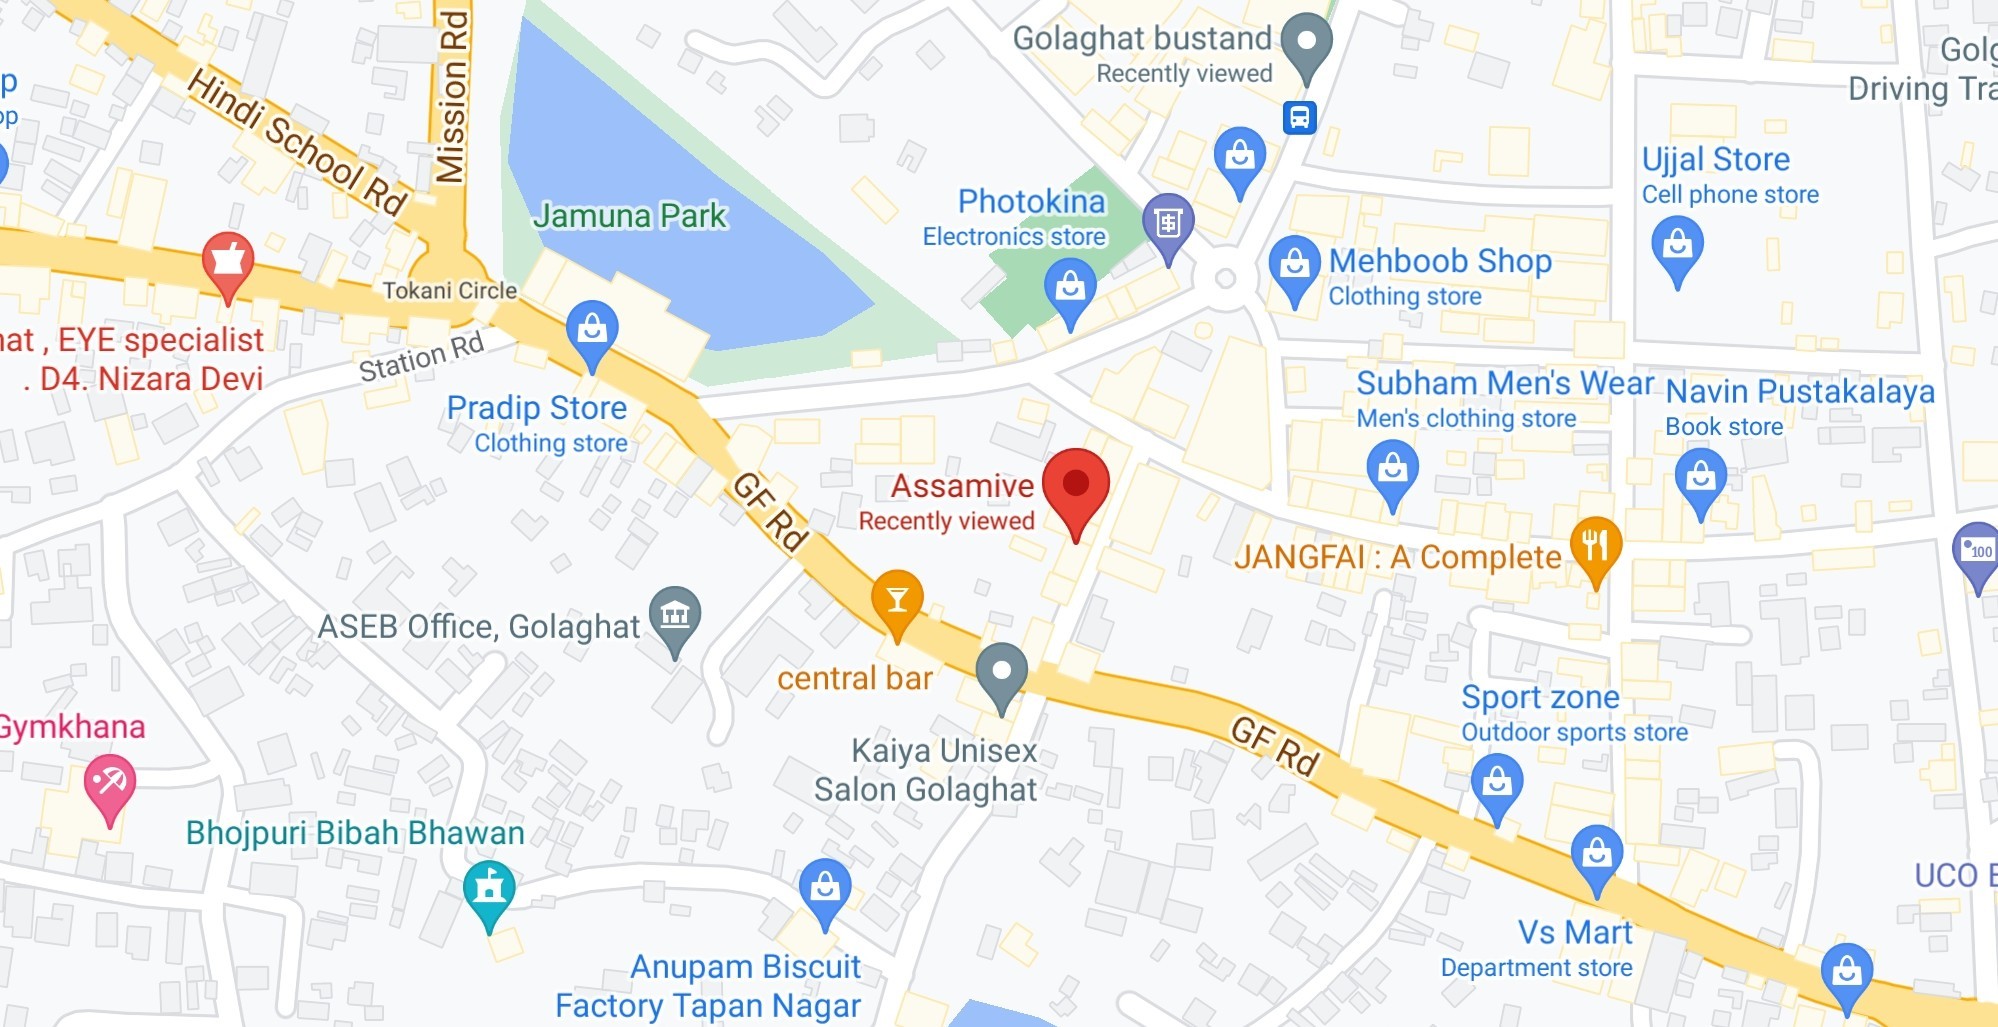 Golaghat bustand
Recently viewed
Mission Rd
Hindi School Rd
Driving
Ujjal Store
Cell phone store
Jamuna Park
Photokina
Electronics store
Mehboob Shop
Clothing store
Tokani Circle
, EYE specialist
. D4. Nizara Devi
Station Rd
Pradip Store
Clothing store
Subham Men's Wear
Men's clothing store
Navin Pustakalaya
Book store
GF Rd
Assamive
Recently viewed
JANGFAI : A Complete
100
ASEB Office, Golaghat
central bar
Gymkhana
Kaiya Unisex
Salon Golaghat
GF Rd
Sport zone
Outdoor sports store
Bhojpuri Bibah Bhawan
UCO
Vs Mart
Department store
Anupam Biscuit
Factory Tapan Nagar